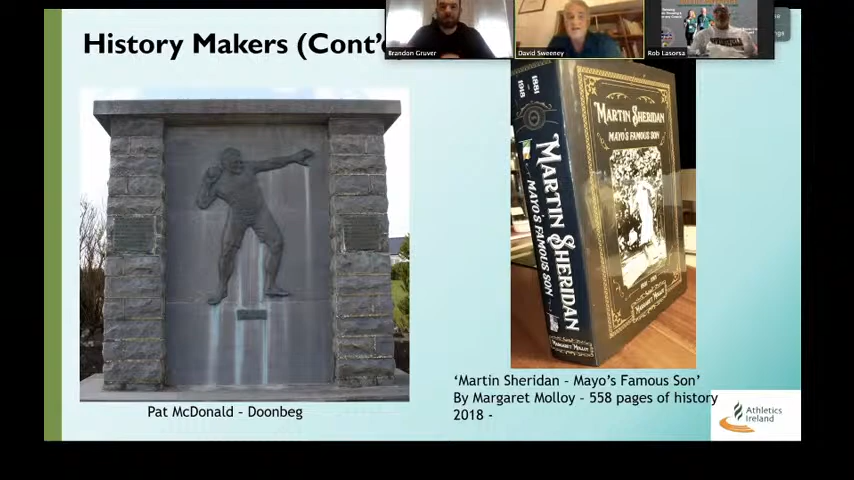 History Makers (Cont'
Brandon Gruver
David Sweeney
Rob Lasorsa
1881
1918
MARTIN SHERIDAN
MAYO'S FAMOUS SON
MARGARET MOLLOY
MARTIN SHERIDAN
MAYO'S FAMOUS SON
MARGARET MOLLOY
Pat McDonald - Doonbeg
'Martin Sheridan - Mayo's Famous Son'
By Margaret Molloy - 558 pages of history
2018 -
Athletics
Ireland